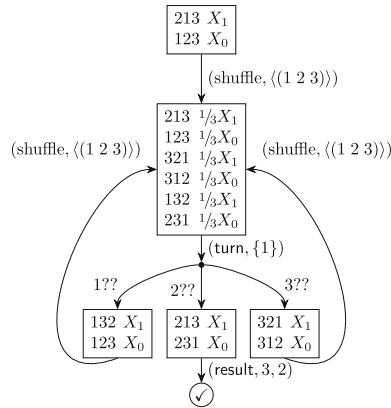 213 X₁
123 X₀
(shuffle, ⟨(1 2 3)⟩)
213 1/3X₁
123 1/3X₀
321 1/3X₁
312 1/3X₀
132 1/3X₁
231 1/3X₀
(shuffle, ⟨(1 2 3)⟩)
(shuffle, ⟨(1 2 3)⟩)
(turn, {1})
1??
2??
3??
132 X₁
123 X₀
213 X₁
231 X₀
321 X₁
312 X₀
(result, 3, 2)
✓